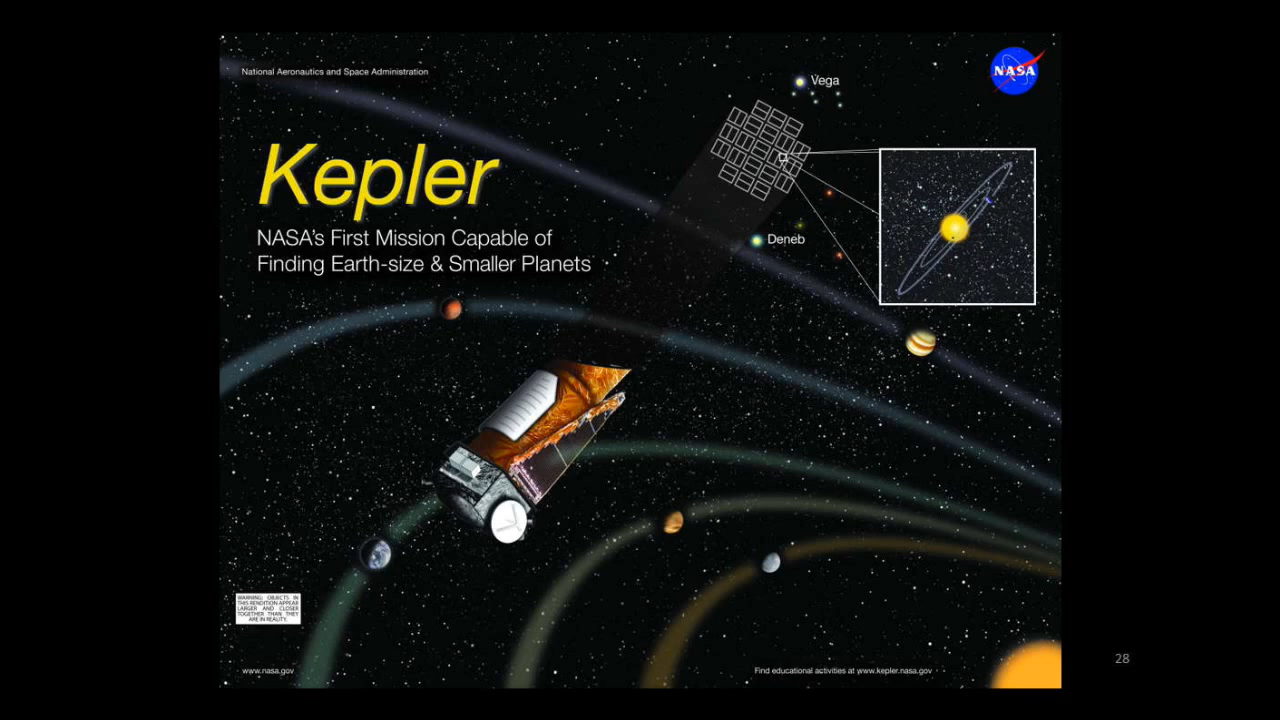 National Aeronautics and Space Administration
NASA
Vega
Kepler
NASA's First Mission Capable of
Finding Earth-size & Smaller Planets
Deneb
WARNING: OBJECTS IN
THIS RENDITION APPEAR
LARGER AND CLOSER
TOGETHER THAN THEY
ARE IN REALITY.
www.nasa.gov
Find educational activities at www.kepler.nasa.gov
28